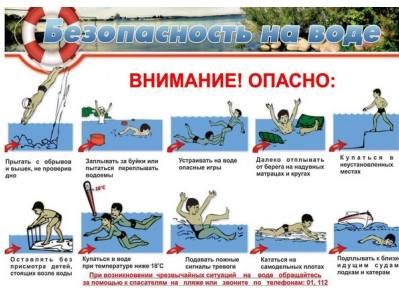 Безопасность на воде
ВНИМАНИЕ! ОПАСНО:
Прыгать с обрывов
и вышек, не проверив
дно
Заплывать за буйки или
пытаться переплывать
водоемы
Устраивать на воде
опасные игры
Далеко отплывать
от берега на надувных
матрацах и кругах
Купаться в
неустановленных
местах
18°C
Оставлять без
присмотра детей,
стоящих возле воды
Купаться в воде
при температуре ниже 18°C
Подавать ложные
сигналы тревоги
Кататься на
самодельных плотах
Подплывать к близко
идущим судам
лодкам и катерам
При возникновении чрезвычайных ситуаций на воде обращайтесь
за помощью к спасателям на пляже или звоните по телефонам: 01, 112